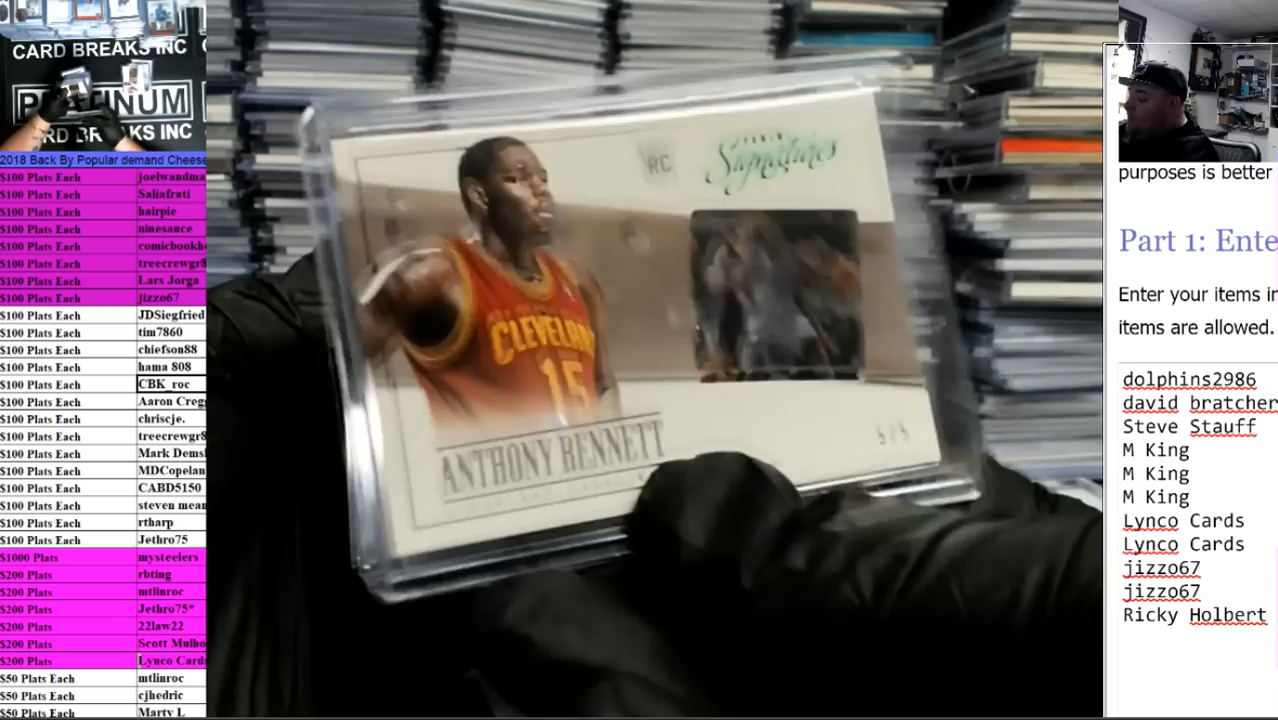 CARD BREAKS INC
PLATINUM
CARD BREAKS INC
2018 Back By Popular demand Cheese
$100 Plats Each joelwandma
$100 Plats Each Saliafrati
$100 Plats Each hairpie
$100 Plats Each ninesauce
$100 Plats Each comicbookh
$100 Plats Each treecrewgr8
$100 Plats Each Lars Jorga
$100 Plats Each jizzo67
$100 Plats Each JDSiegfried
$100 Plats Each tim7860
$100 Plats Each chiefson88
$100 Plats Each hama 808
$100 Plats Each CBK_roc
$100 Plats Each Aaron Creg
$100 Plats Each chriscje.
$100 Plats Each treecrewgr8
$100 Plats Each Mark Demsl
$100 Plats Each MDCopelan
$100 Plats Each CABD5150
$100 Plats Each steven mean
$100 Plats Each rtharp
$100 Plats Each Jethro75
$1000 Plats mysteelers
$200 Plats rbting
$200 Plats mtlinroc
$200 Plats Jethro75*
$200 Plats 22law22
$200 Plats Scott Mulho
$200 Plats Lynco Cards
$50 Plats Each mtlinroc
$50 Plats Each cjhedric
$50 Plats Each Marty L
RC
Signatures
CLEVELAN
15
ANTHONY BENNETT
5/5
purposes is better
Part 1: Ente
Enter your items in
items are allowed.
dolphins2986
david bratcher
Steve Stauff
M King
M King
M King
Lynco Cards
Lynco Cards
jizzo67
jizzo67
Ricky Holbert